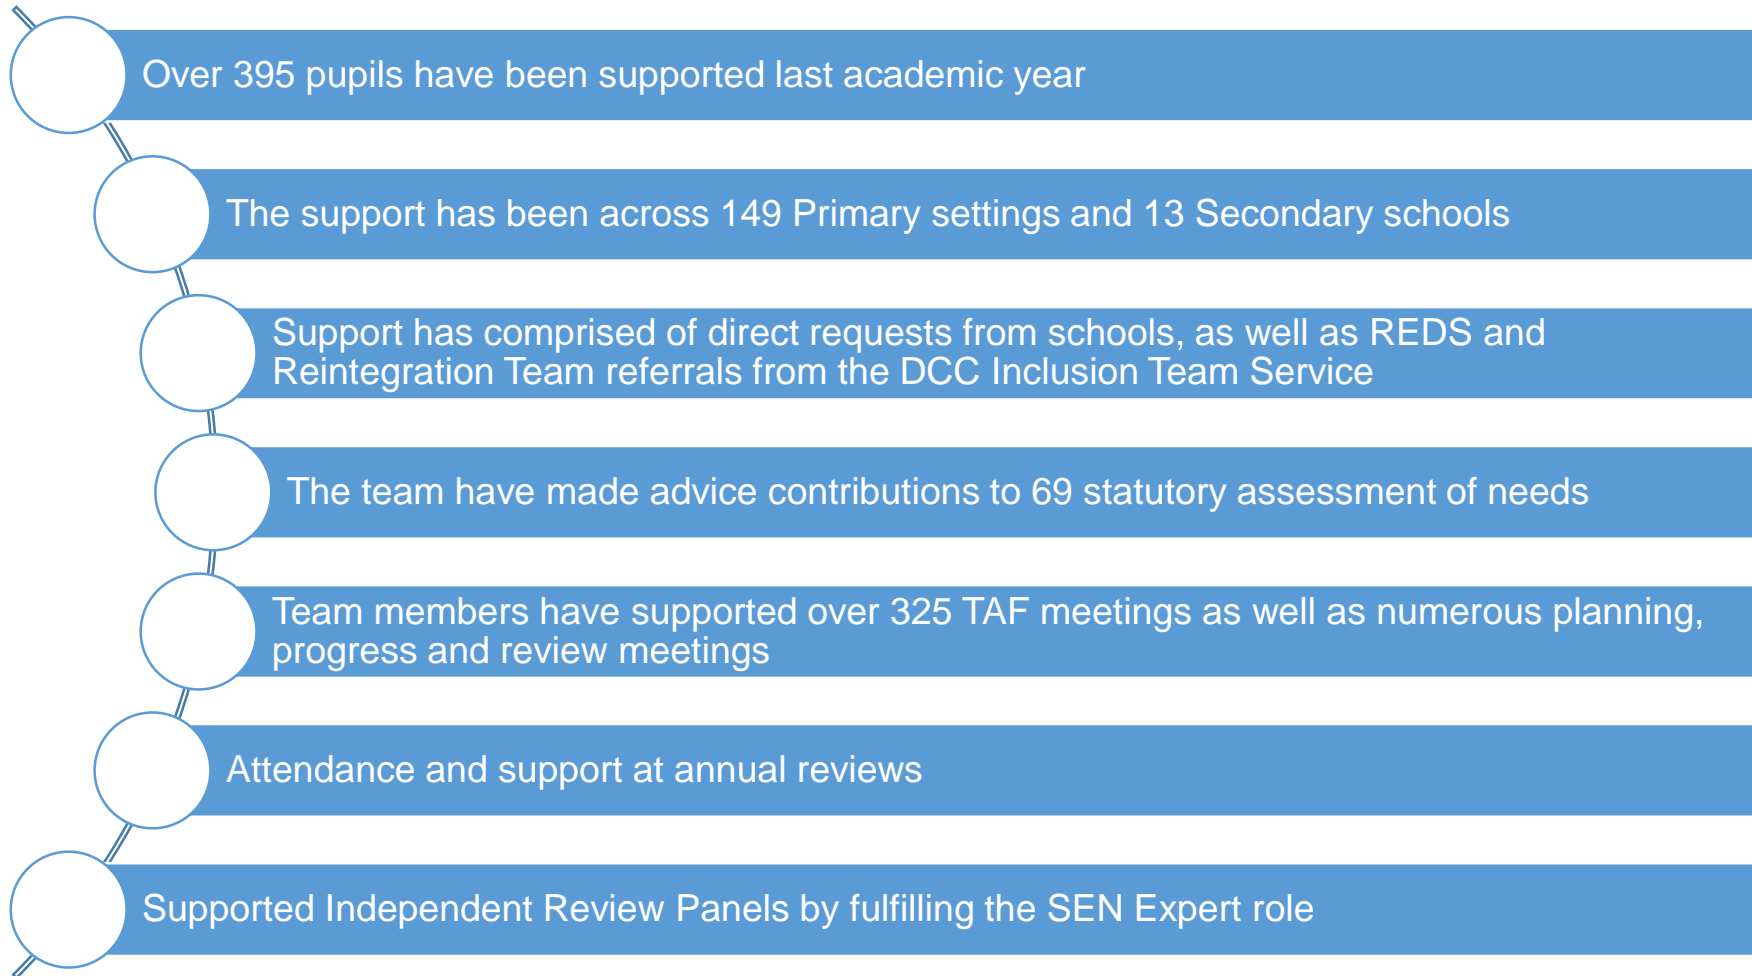 Over 395 pupils have been supported last academic year
The support has been across 149 Primary settings and 13 Secondary schools
Support has comprised of direct requests from schools, as well as REDS and
Reintegration Team referrals from the DCC Inclusion Team Service
The team have made advice contributions to 69 statutory assessment of needs
Team members have supported over 325 TAF meetings as well as numerous planning,
progress and review meetings
Attendance and support at annual reviews
Supported Independent Review Panels by fulfilling the SEN Expert role